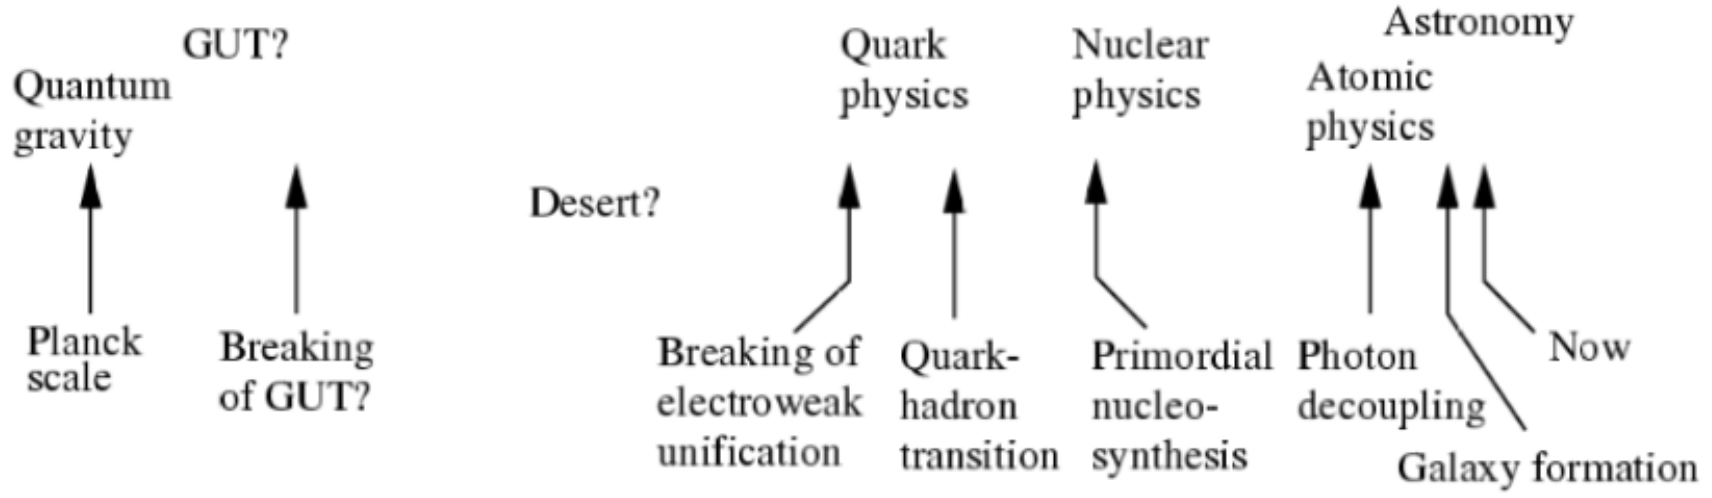 GUT?
Quantum
gravity
Quark
physics
Nuclear
physics
Astronomy
Atomic
physics
Desert?
Planck
scale
Breaking
of GUT?
Breaking of
electroweak
unification
Quark-
hadron
transition
Primordial
nucleo-
synthesis
Photon
decoupling
Now
Galaxy formation